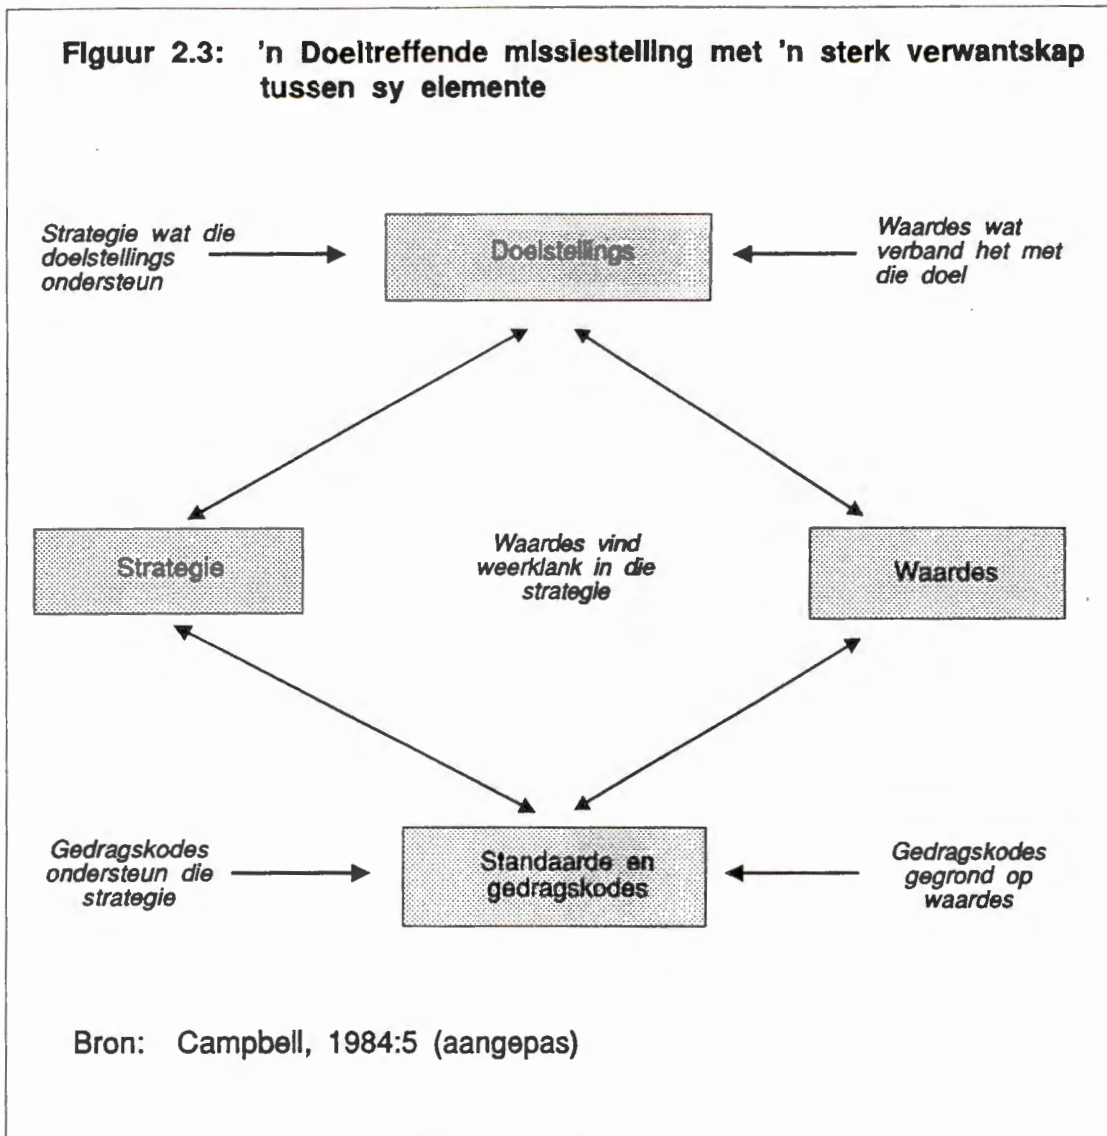 Figuur 2.3: 'n Doeltreffende missiestelling met 'n sterk verwantskap
tussen sy elemente
Strategie wat die
doelstellings
ondersteun
Doelstellings
Waardes wat
verband het met
die doel
Strategie
Waardes vind
weerklank in die
strategie
Waardes
Gedragskodes
ondersteun die
strategie
Standaarde en
gedragskodes
Gedragskodes
gegrond op
waardes
Bron: Campbell, 1984:5 (aangepas)